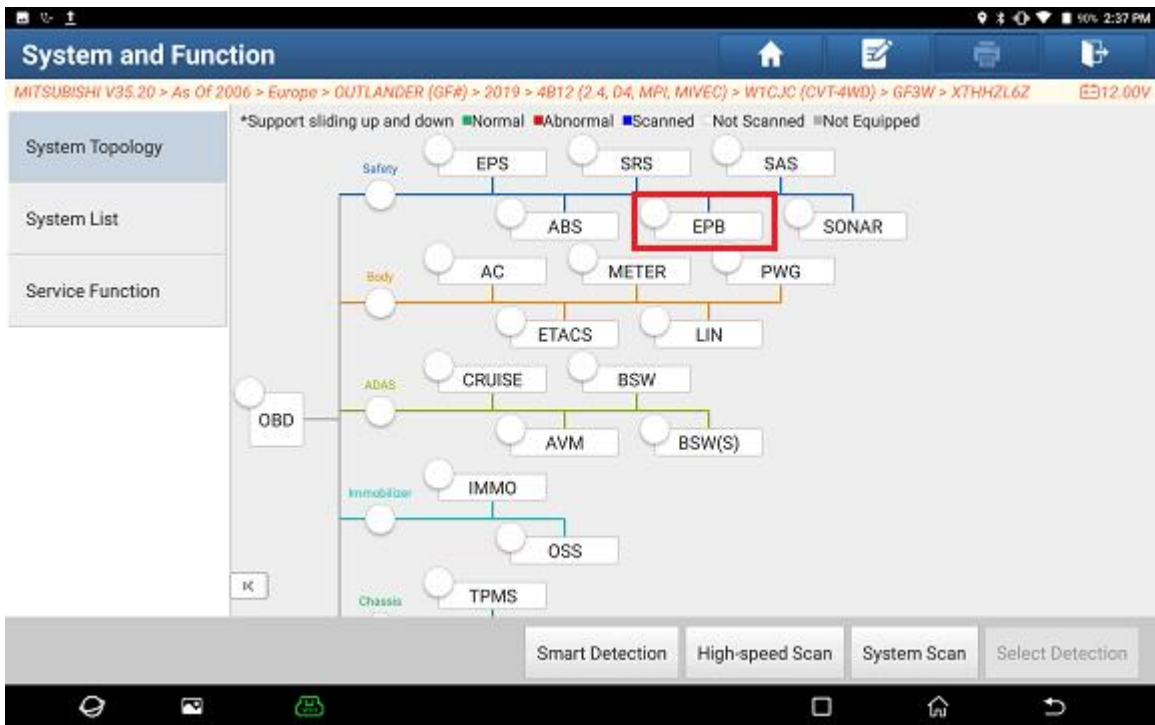 90% 2:37 PM
System and Function
MITSUBISHI V35.20 > As Of 2006 > Europe > OUTLANDER (GF#) > 2019 > 4B12 (2.4, D4, MPI, MIVEC) > W1CJC (CVT-4WD) > GF3W > XTHHZL6Z 12.00V
System Topology
System List
Service Function
*Support sliding up and down Normal Abnormal Scanned Not Scanned Not Equipped
Safety
EPS SRS SAS
ABS EPB SONAR
Body
AC METER PWG
ETACS LIN
ADAS
CRUISE BSW
OBD
AVM BSW(S)
Immobilizer
IMMO
OSS
Chassis
TPMS
Smart Detection High-speed Scan System Scan Select Detection